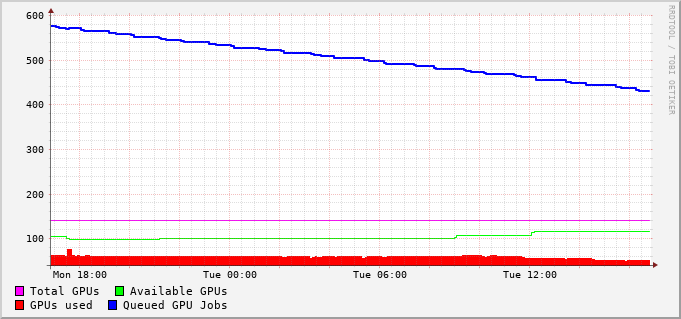 600
500
400
300
200
100
Mon 18:00 Tue 00:00 Tue 06:00 Tue 12:00
Total GPUs Available GPUs
GPUs used Queued GPU Jobs
RRDTOOL / TOBI OETIKER